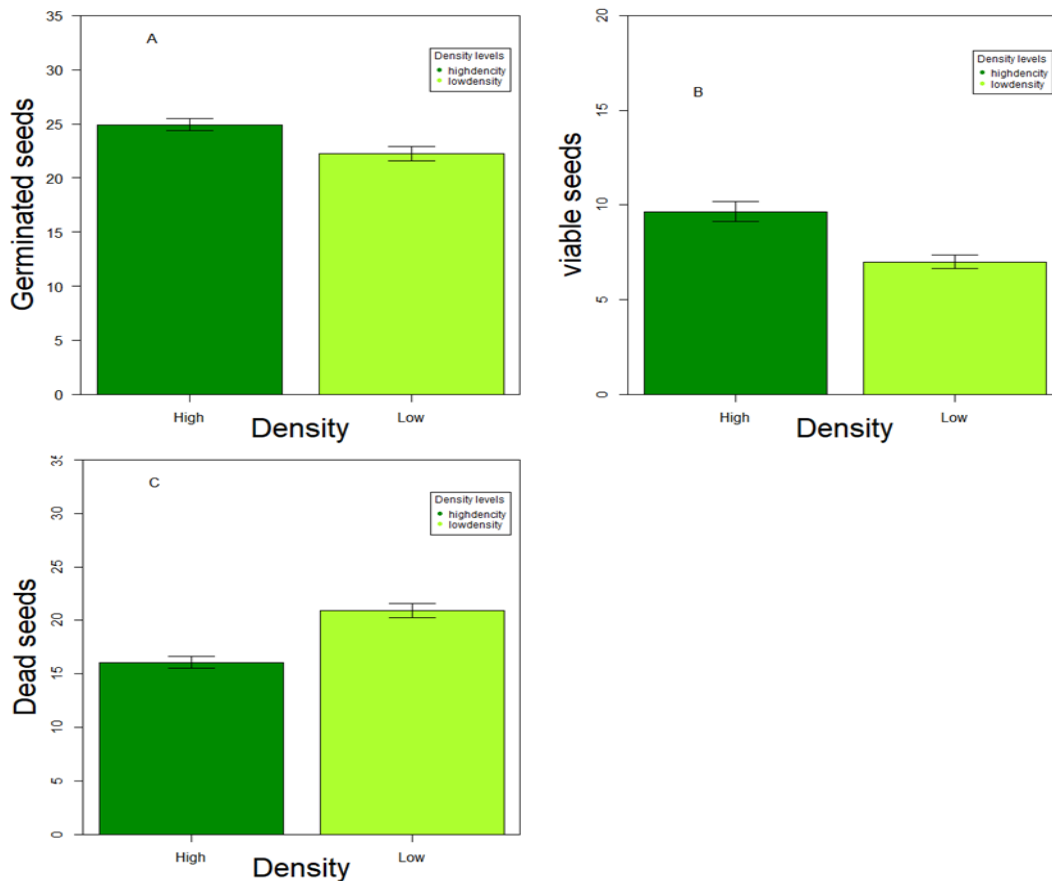 A
Density levels
highdencity
lowdensity
Germinated seeds
35
30
25
20
15
10
5
0
High
Low
Density
B
Density levels
highdencity
lowdensity
viable seeds
20
15
10
5
0
High
Low
Density
C
Density levels
highdencity
lowdensity
Dead seeds
35
30
25
20
15
10
5
0
High
Low
Density